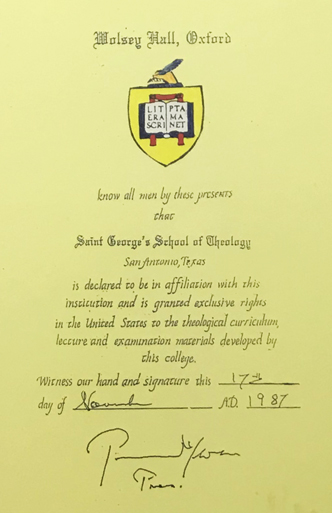 Wolsey Hall, Oxford
LIT PTA
ERA MA
SCRI NET
know all men by these presents
that
Saint George's School of Theology
San Antonio, Texas
is declared to be in affiliation with this
institution and is granted exclusive rights
in the United States to the theological curriculum,
lecture and examination materials developed by
this college.
Witness our hand and signature this 17th
day of November A.D. 1987
Pres.